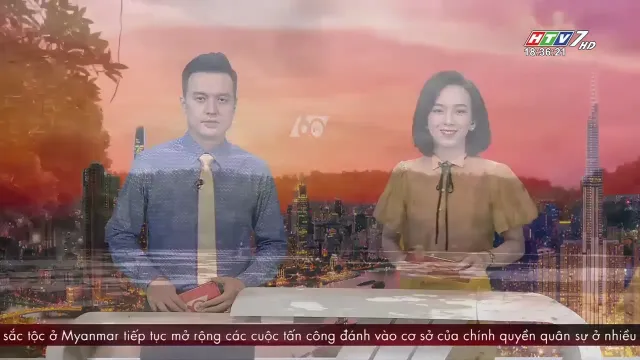 HTV7 HD
18:36:21
60
sắc tộc ở Myanmar tiếp tục mở rộng các cuộc tấn công đánh vào cơ sở của chính quyền quân sự ở nhiều